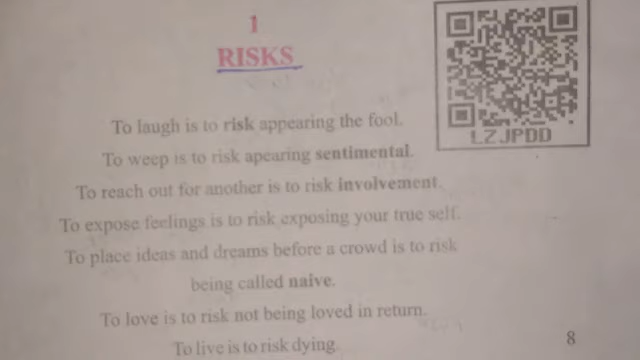 1
RISKS
LZJPDD
To laugh is to risk appearing the fool.
To weep is to risk apearing sentimental.
To reach out for another is to risk involvement.
To expose feelings is to risk exposing your true self.
To place ideas and dreams before a crowd is to risk
being called naive.
To love is to risk not being loved in return.
To live is to risk dying.
8